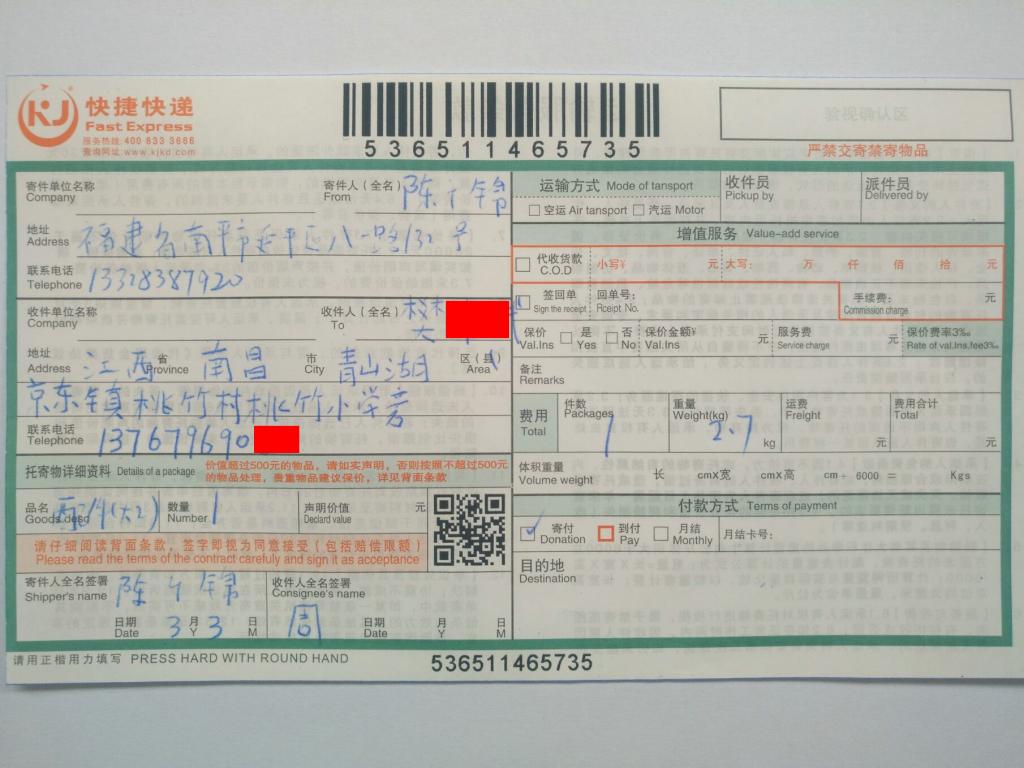 KJ 快捷快递
Fast Express
服务热线:400 833 3666
查询网址:www.kjkd.com
536511465735
验视确认区
严禁交寄禁寄物品
寄件单位名称 寄件人（全名） 陈
Company From
地址 福建省南平市延平区八一路132号
Address
联系电话 13328387920
Telephone
收件单位名称 收件人（全名）
Company To
地址 江西 省 南昌 市 青山湖 区（县）
Address Province City Area
京东镇桃竹村桃竹小学旁
联系电话 137679690
Telephone
托寄物详细资料 Details of a package 价值超过500元的物品，请如实声明，否则按照不超过500元的物品处理，贵重物品建议保价，详见背面条款
品名 配件(大2) 数量 1 声明价值 元
Goods desc Number Declard value
请仔细阅读背面条款，签字即视为同意接受（包括赔偿限额）
Please read the terms of the contract carefuly and sign it as acceptance
寄件人全名签署 陈 收件人全名签署
Shipper's name Consignee's name
周
日期 3 月 3 日 日期 月 日
Date Y M Date Y M
运输方式 Mode of tansport
空运 Air tansport 汽运 Motor
收件员
Pickup by
派件员
Delivered by
增值服务 Value-add service
代收货款 小写¥ 元 大写: 万 仟 佰 拾 元
C.O.D
签回单 回单号: 手续费: 元
Sign the receipt Rceipt No. Commission charge
保价 是 否 保价金额¥ 元 服务费 元 保价费率3‰
Val.Ins Yes No Val.Ins Service charge Rate of val.Ins.fee3‰
备注
Remarks
费用 件数 1 重量 2.7 kg 运费 元 费用合计 元
Total Packages Weight(kg) Freight Total
体积重量 长 cmX宽 cmX高 cm÷ 6000 = Kgs
Volume weight
付款方式 Terms of payment
寄付 到付 月结 月结卡号:
Donation Pay Monthly
目的地
Destination
请用正楷用力填写 PRESS HARD WITH ROUND HAND
536511465735